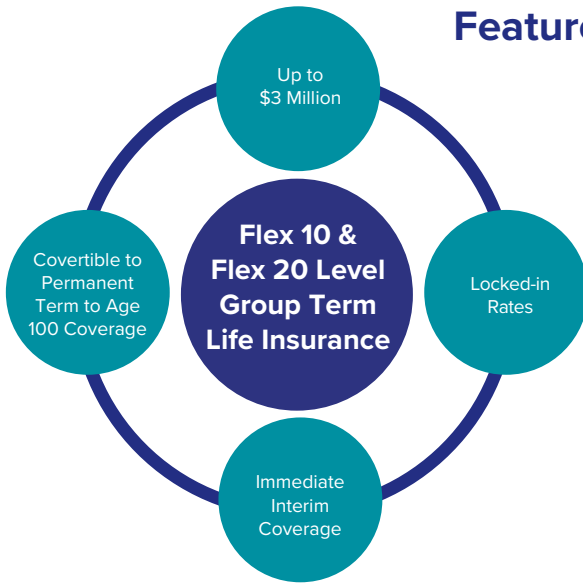 Feature
Up to
$3 Million
Flex 10 &
Flex 20 Level
Group Term
Life Insurance
Covertible to
Permanent
Term to Age
100 Coverage
Locked-in
Rates
Immediate
Interim
Coverage